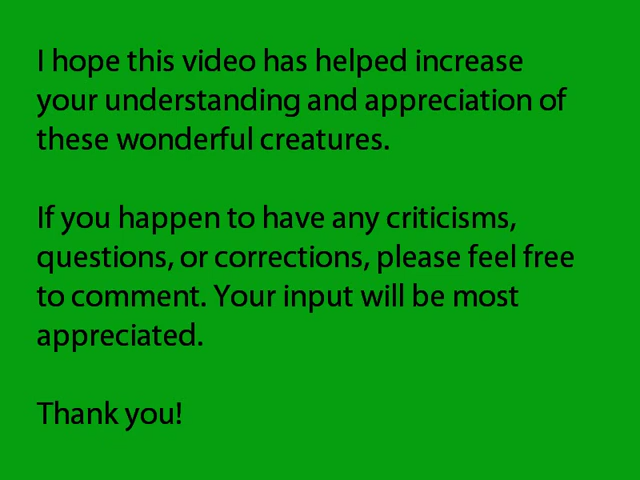 I hope this video has helped increase
your understanding and appreciation of
these wonderful creatures.
If you happen to have any criticisms,
questions, or corrections, please feel free
to comment. Your input will be most
appreciated.
Thank you!